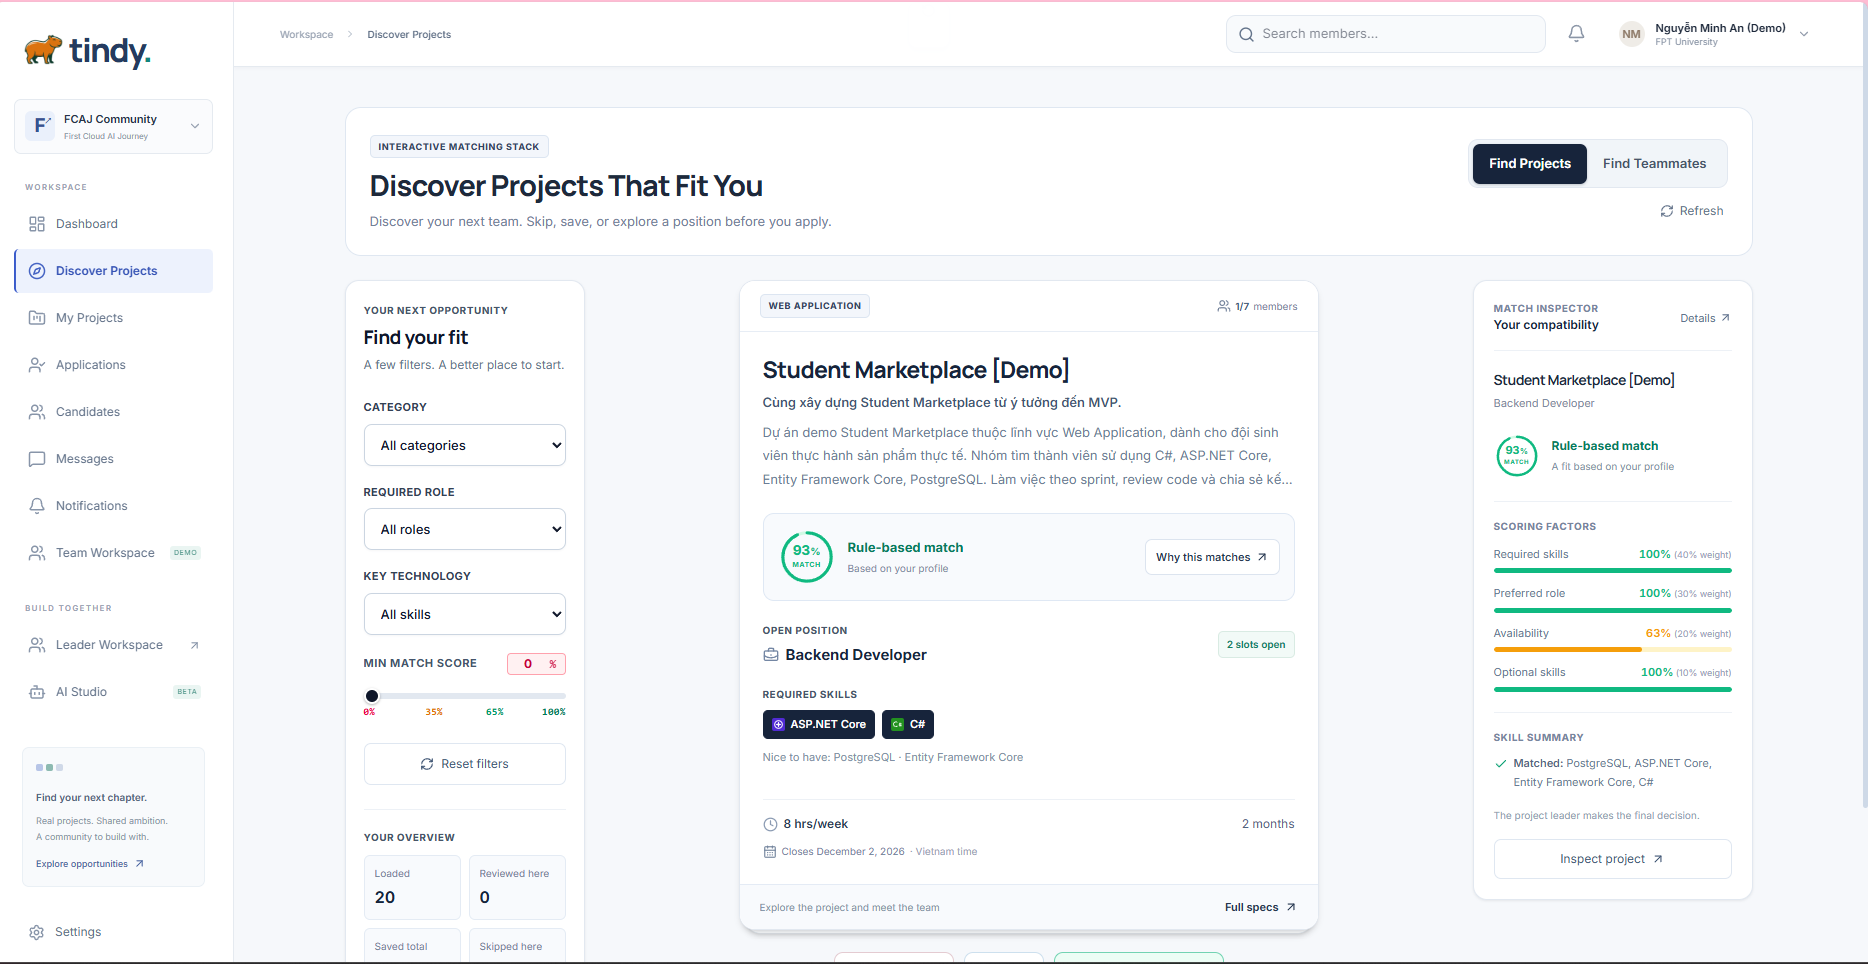 tindy.
FCAJ Community
First Cloud AI Journey
WORKSPACE
Dashboard
Discover Projects
My Projects
Applications
Candidates
Messages
Notifications
Team Workspace DEMO
BUILD TOGETHER
Leader Workspace
AI Studio BETA
Find your next chapter.
Real projects. Shared ambition.
A community to build with.
Explore opportunities
Settings
Workspace > Discover Projects
Search members...
NM
Nguyễn Minh An (Demo)
FPT University
INTERACTIVE MATCHING STACK
Discover Projects That Fit You
Discover your next team. Skip, save, or explore a position before you apply.
Find Projects
Find Teammates
Refresh
YOUR NEXT OPPORTUNITY
Find your fit
A few filters. A better place to start.
CATEGORY
All categories
REQUIRED ROLE
All roles
KEY TECHNOLOGY
All skills
MIN MATCH SCORE 0 %
0% 35% 65% 100%
Reset filters
YOUR OVERVIEW
Loaded
20
Reviewed here
0
Saved total
Skipped here
WEB APPLICATION
1/7 members
Student Marketplace [Demo]
Cùng xây dựng Student Marketplace từ ý tưởng đến MVP.
Dự án demo Student Marketplace thuộc lĩnh vực Web Application, dành cho đội sinh
viên thực hành sản phẩm thực tế. Nhóm tìm thành viên sử dụng C#, ASP.NET Core,
Entity Framework Core, PostgreSQL. Làm việc theo sprint, review code và chia sẻ kế...
93%
MATCH
Rule-based match
Based on your profile
Why this matches
OPEN POSITION
Backend Developer
2 slots open
REQUIRED SKILLS
ASP.NET Core
C#
Nice to have: PostgreSQL · Entity Framework Core
8 hrs/week
2 months
Closes December 2, 2026 · Vietnam time
Explore the project and meet the team
Full specs
MATCH INSPECTOR
Your compatibility
Details
Student Marketplace [Demo]
Backend Developer
93%
MATCH
Rule-based match
A fit based on your profile
SCORING FACTORS
Required skills 100% (40% weight)
Preferred role 100% (30% weight)
Availability 63% (20% weight)
Optional skills 100% (10% weight)
SKILL SUMMARY
Matched: PostgreSQL, ASP.NET Core,
Entity Framework Core, C#
The project leader makes the final decision.
Inspect project